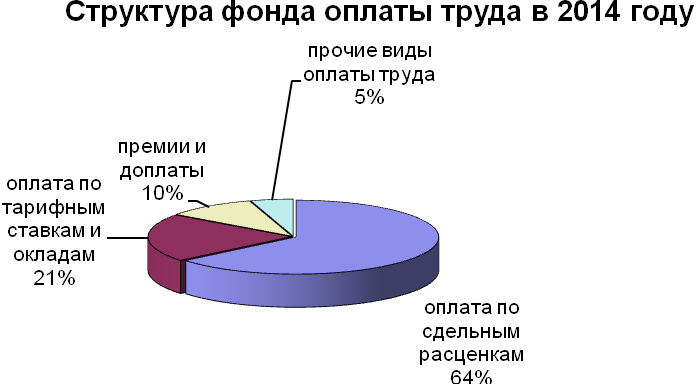 Структура фонда оплаты труда в 2014 году
прочие виды
оплаты труда
5%
премии и
доплаты
10%
оплата по
тарифным
ставкам и
окладам
21%
оплата по
сдельным
расценкам
64%